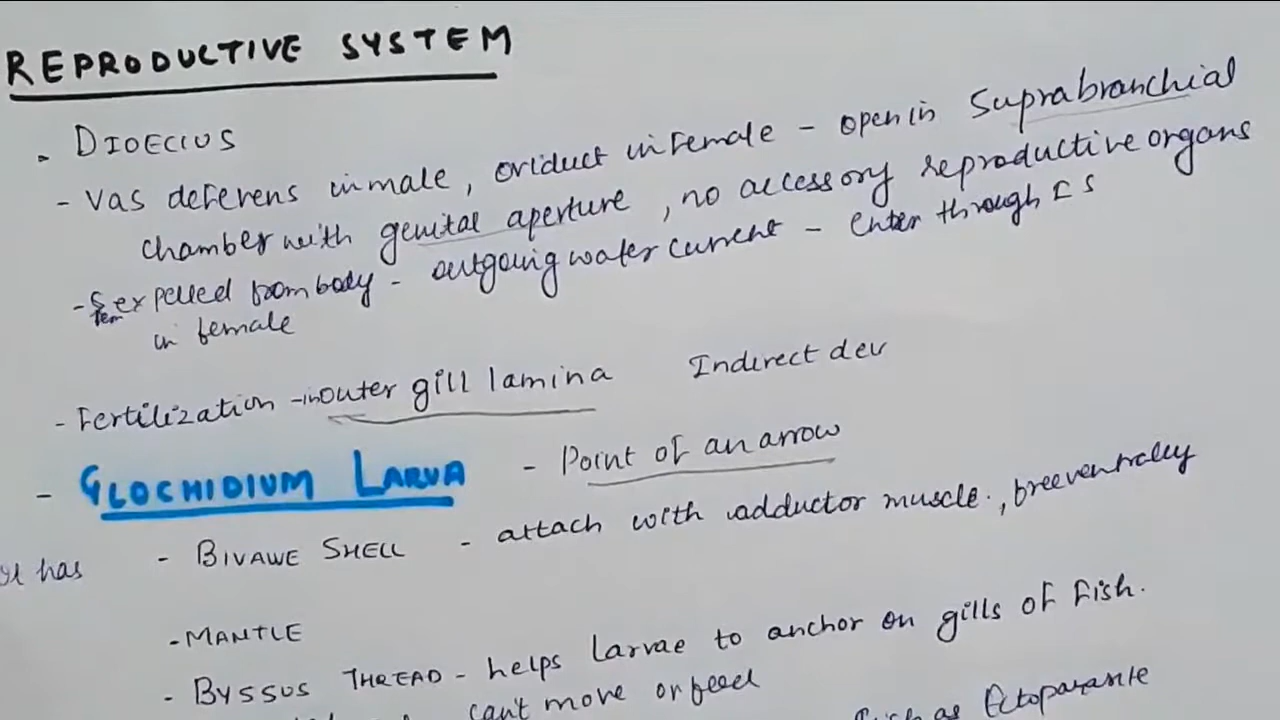 REPRODUCTIVE SYSTEM
- DIOECIUS
- Vas deferens in male, oviduct in female - open in Suprabranchial
chamber with genital aperture, no accessory reproductive organs
- expelled from body - outgoing water current - enter through I S
in female
- Fertilization - in outer gill lamina Indirect dev
- GLOCHIDIUM LARVA - Point of an arrow
It has - BIVALVE SHELL - attach with adductor muscle, free ventrally
- MANTLE
- BYSSUS THREAD - helps larvae to anchor on gills of fish.
can't move or feed
as Ectoparasite